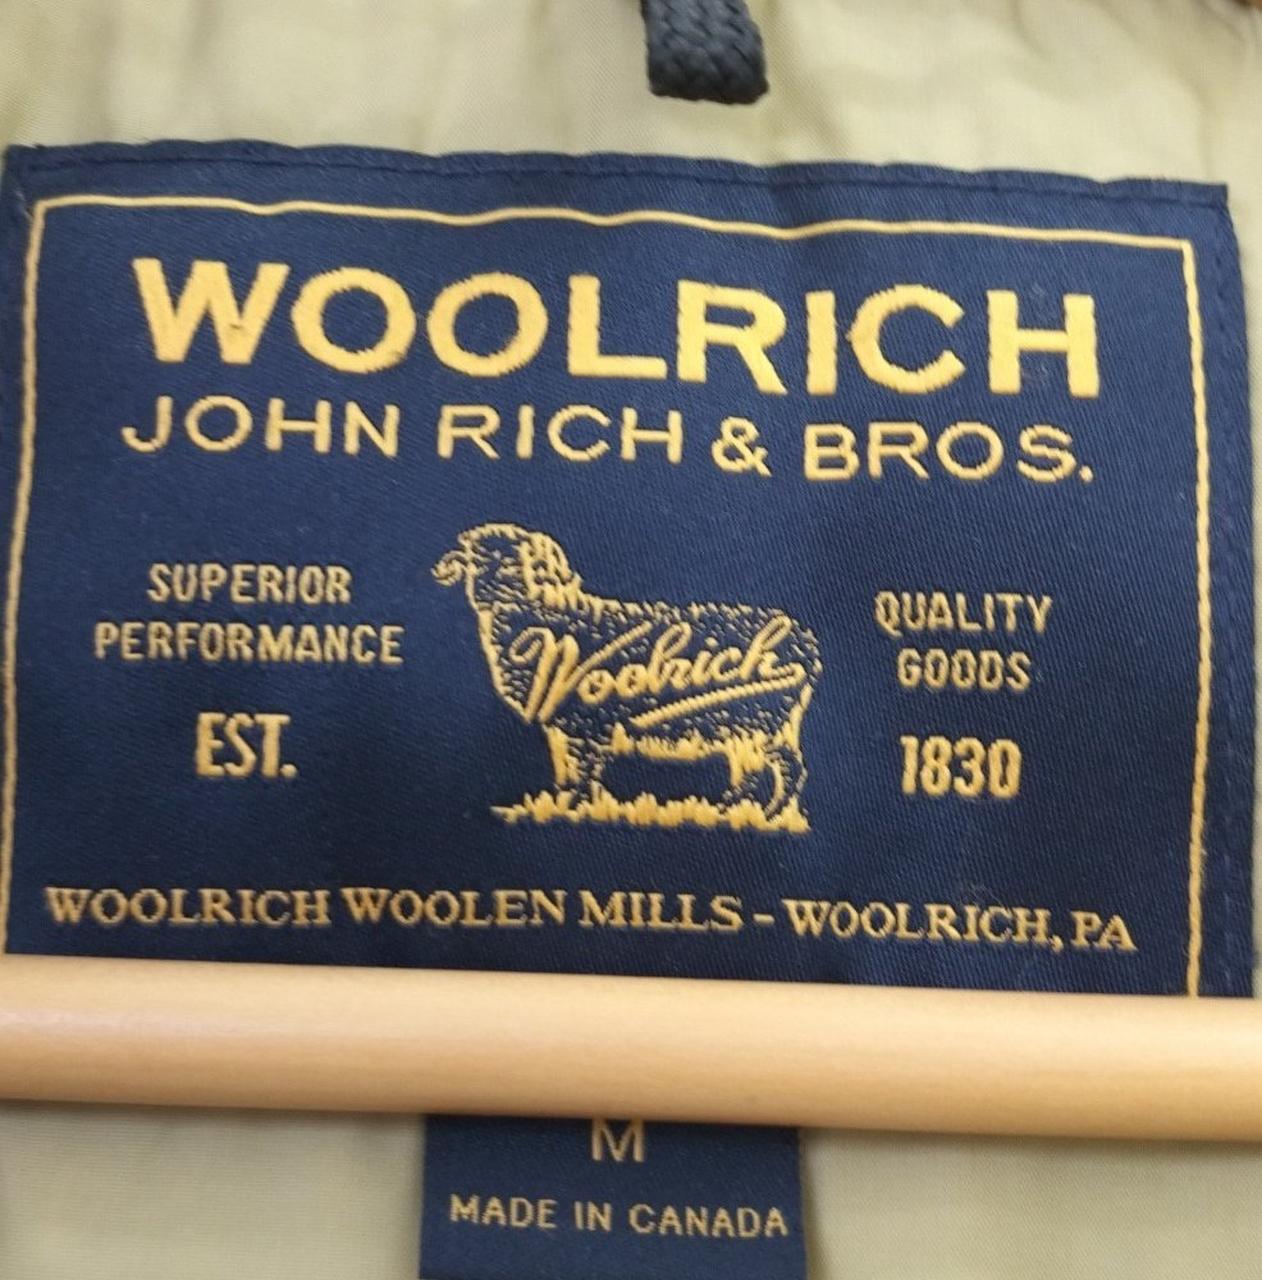 WOOLRICH
JOHN RICH & BROS.
SUPERIOR
PERFORMANCE
EST.
Woolrich
QUALITY
GOODS
1830
WOOLRICH WOOLEN MILLS - WOOLRICH, PA
M
MADE IN CANADA